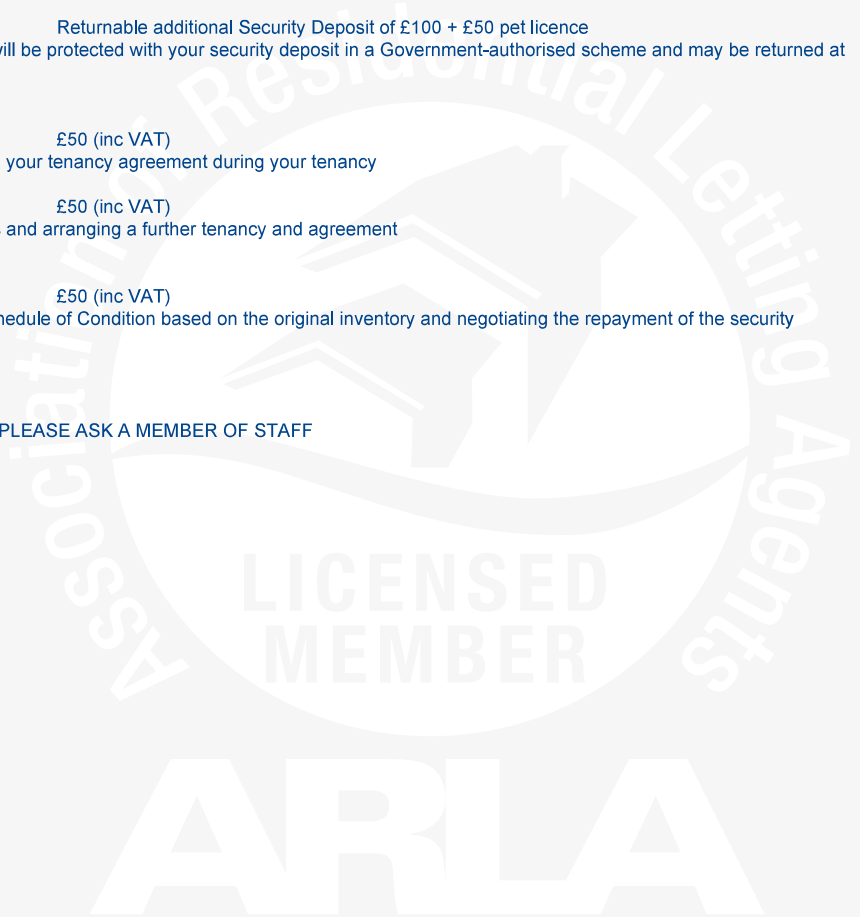 Returnable additional Security Deposit of £100 + £50 pet licence
will be protected with your security deposit in a Government-authorised scheme and may be returned at
£50 (inc VAT)
your tenancy agreement during your tenancy
£50 (inc VAT)
and arranging a further tenancy and agreement
£50 (inc VAT)
hedule of Condition based on the original inventory and negotiating the repayment of the security
PLEASE ASK A MEMBER OF STAFF
Association of Residential Letting Agents
LICENSED
MEMBER
ARLA